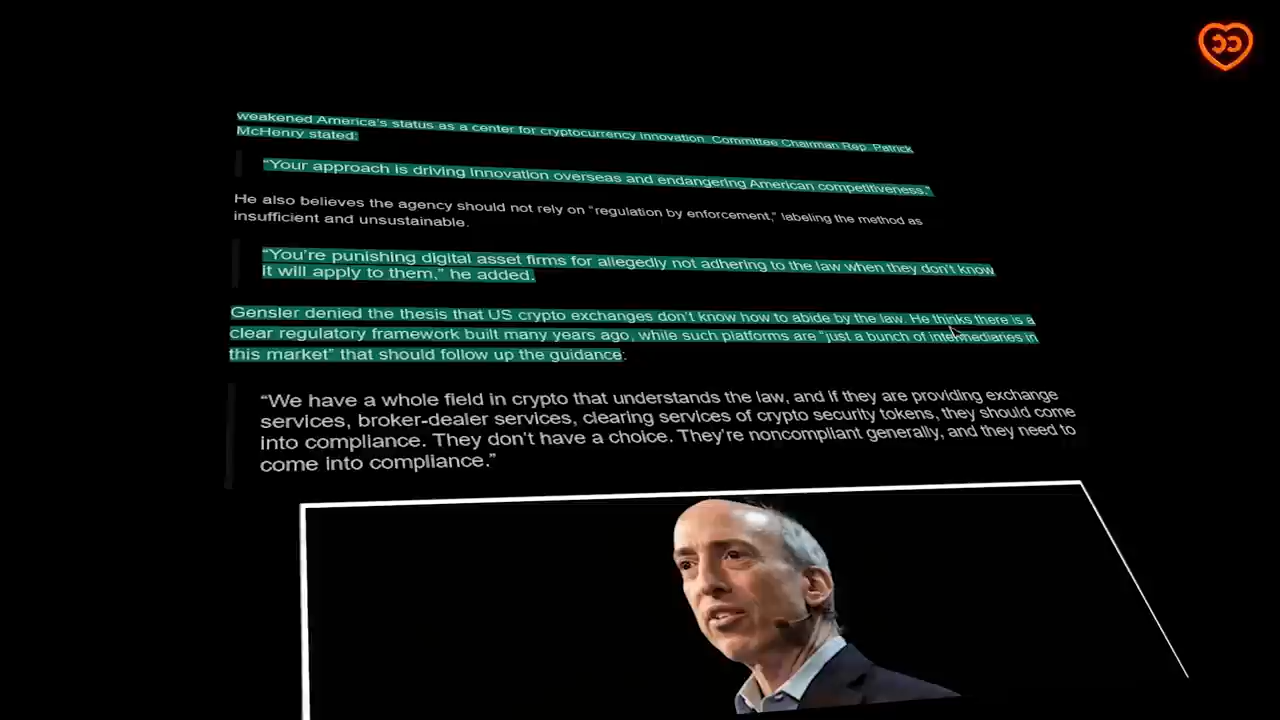 weakened America's status as a center for cryptocurrency innovation. Committee Chairman Rep. Patrick
McHenry stated:
“Your approach is driving innovation overseas and endangering American competitiveness.”
He also believes the agency should not rely on “regulation by enforcement,” labeling the method as
insufficient and unsustainable.
“You're punishing digital asset firms for allegedly not adhering to the law when they don't know
it will apply to them,” he added.
Gensler denied the thesis that US crypto exchanges don't know how to abide by the law. He thinks there is a
clear regulatory framework built many years ago, while such platforms are “just a bunch of intermediaries in
this market” that should follow up the guidance:
“We have a whole field in crypto that understands the law, and if they are providing exchange
services, broker-dealer services, clearing services of crypto security tokens, they should come
into compliance. They don't have a choice. They're noncompliant generally, and they need to
come into compliance.”